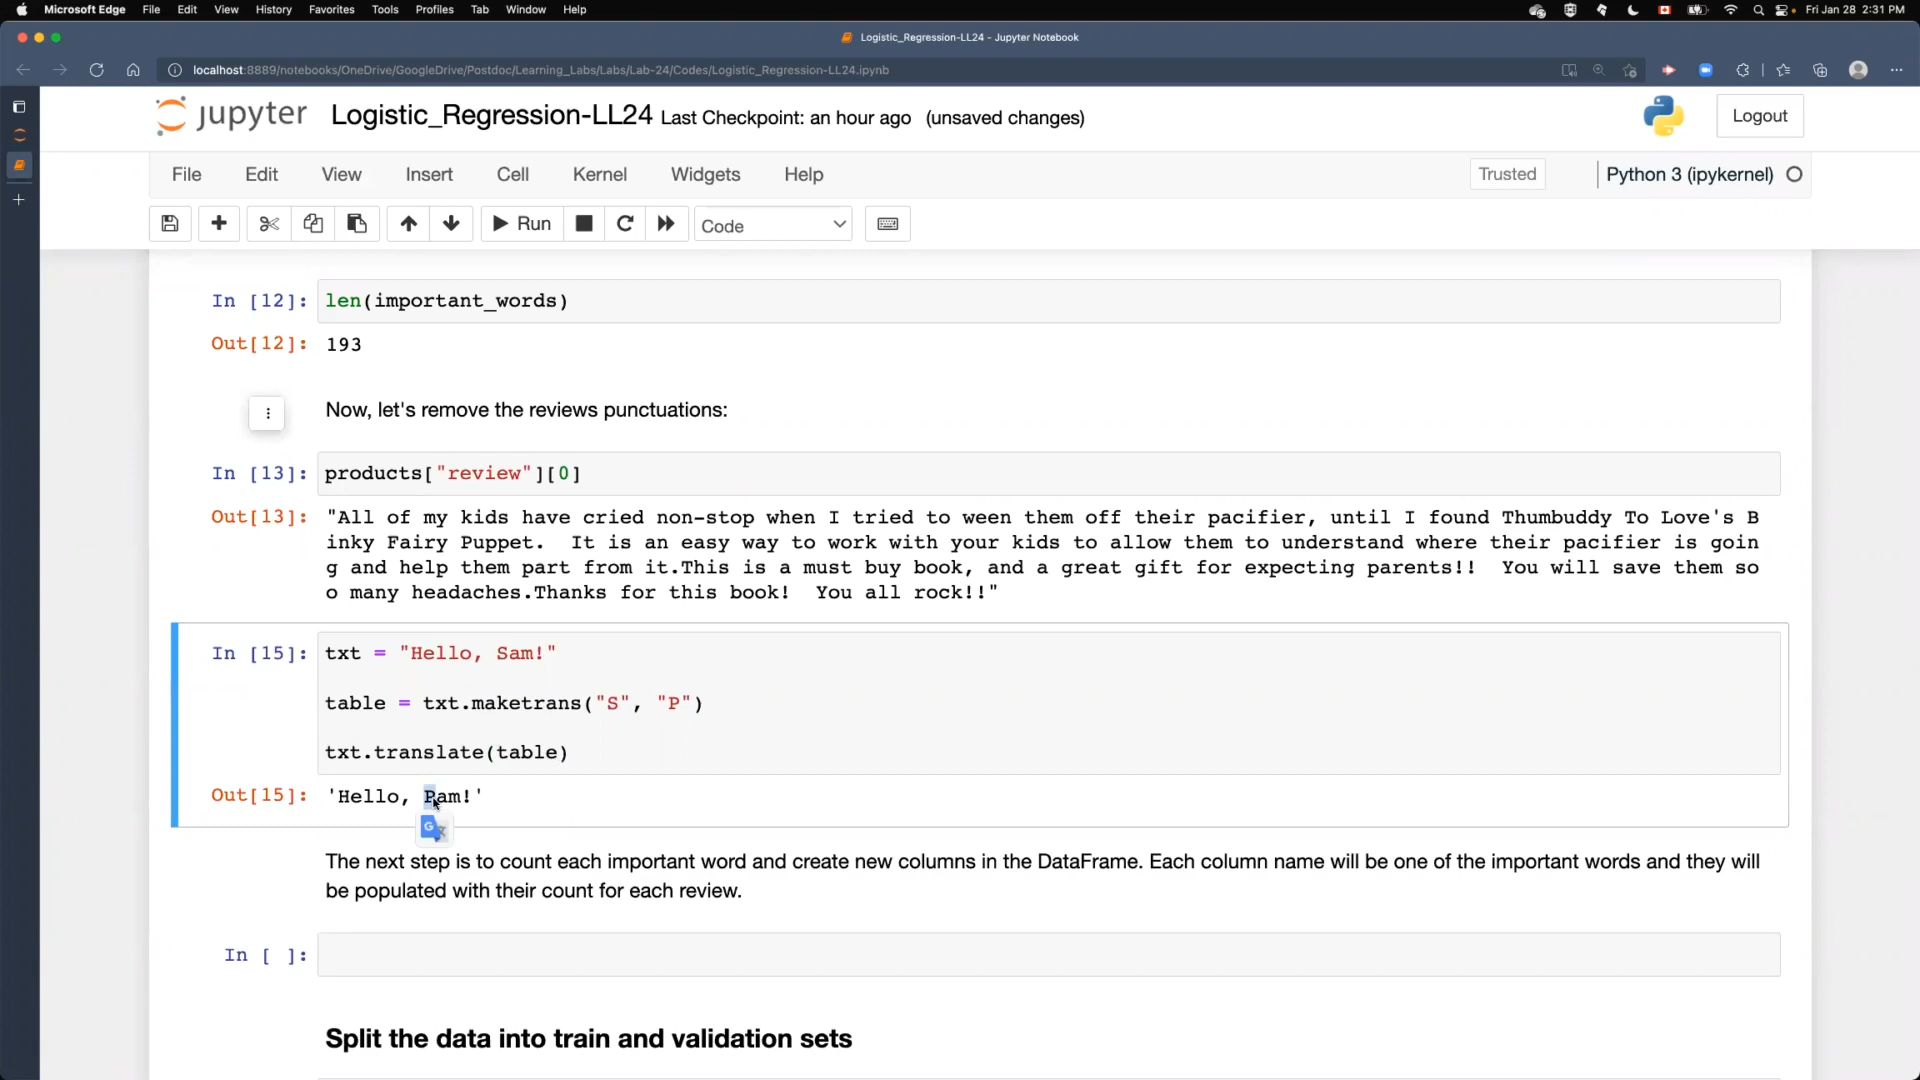 Microsoft Edge File Edit View History Favorites Tools Profiles Tab Window Help Fri Jan 28 2:31 PM
Logistic_Regression-LL24 - Jupyter Notebook
localhost:8889/notebooks/OneDrive/GoogleDrive/Postdoc/Learning_Labs/Labs/Lab-24/Codes/Logistic_Regression-LL24.ipynb
jupyter Logistic_Regression-LL24 Last Checkpoint: an hour ago (unsaved changes) Logout
File Edit View Insert Cell Kernel Widgets Help Trusted Python 3 (ipykernel)
Run Code
In [12]: len(important_words)
Out[12]: 193
Now, let's remove the reviews punctuations:
In [13]: products["review"][0]
Out[13]: "All of my kids have cried non-stop when I tried to ween them off their pacifier, until I found Thumbuddy To Love's B
inky Fairy Puppet.  It is an easy way to work with your kids to allow them to understand where their pacifier is goin
g and help them part from it.This is a must buy book, and a great gift for expecting parents!!  You will save them so
o many headaches.Thanks for this book!  You all rock!!"
In [15]: txt = "Hello, Sam!"
table = txt.maketrans("S", "P")
txt.translate(table)
Out[15]: 'Hello, Pam!'
G
The next step is to count each important word and create new columns in the DataFrame. Each column name will be one of the important words and they will
be populated with their count for each review.
In [ ]:
Split the data into train and validation sets